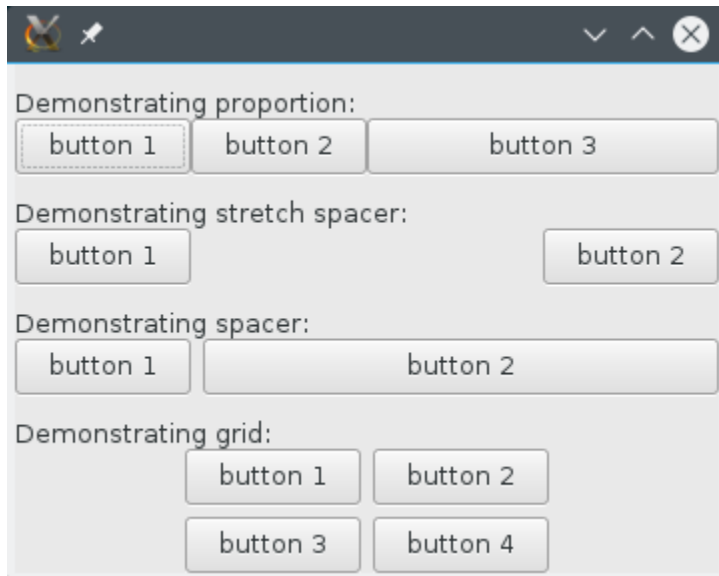 Demonstrating proportion:
button 1 button 2 button 3
Demonstrating stretch spacer:
button 1 button 2
Demonstrating spacer:
button 1 button 2
Demonstrating grid:
button 1 button 2
button 3 button 4